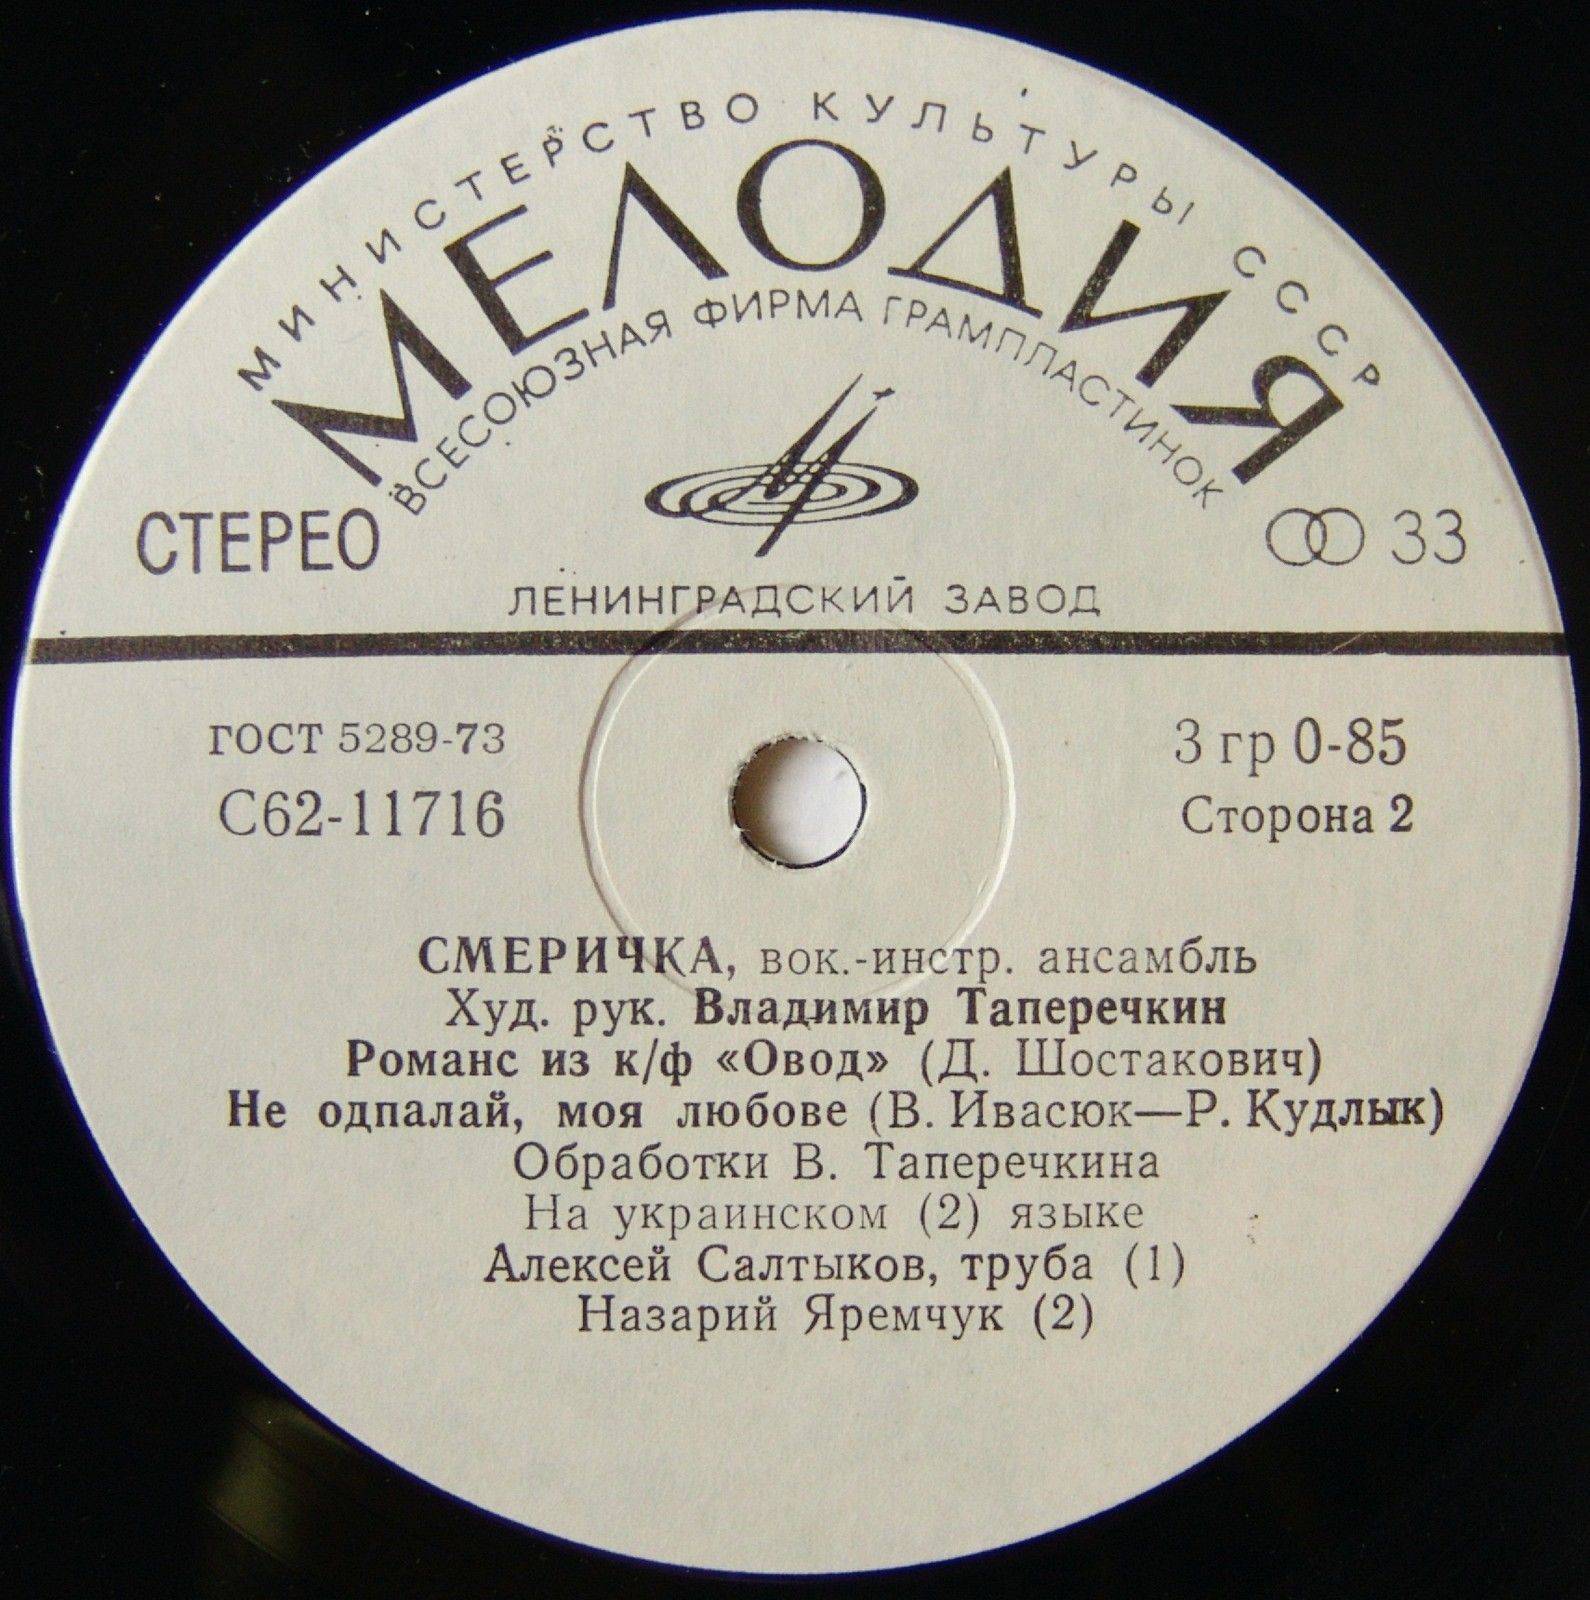 МИНИСТЕРСТВО КУЛЬТУРЫ СССР
МЕЛОДИЯ
ВСЕСОЮЗНАЯ ФИРМА ГРАМПЛАСТИНОК
СТЕРЕО
33
ЛЕНИНГРАДСКИЙ ЗАВОД
ГОСТ 5289-73
3 гр 0-85
С62-11716
Сторона 2
СМЕРИЧКА, вок.-инстр. ансамбль
Худ. рук. Владимир Таперечкин
Романс из к/ф «Овод» (Д. Шостакович)
Не одпалай, моя любове (В. Ивасюк—Р. Кудлык)
Обработки В. Таперечкина
На украинском (2) языке
Алексей Салтыков, труба (1)
Назарий Яремчук (2)